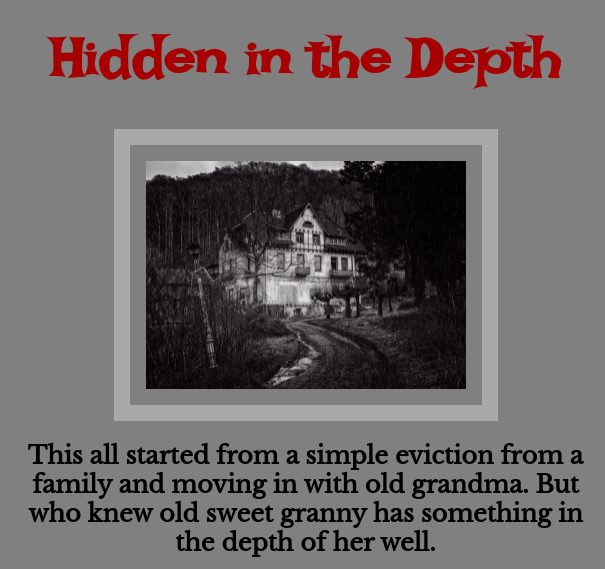 Hidden in the Depth
This all started from a simple eviction from a
family and moving in with old grandma. But
who knew old sweet granny has something in
the depth of her well.